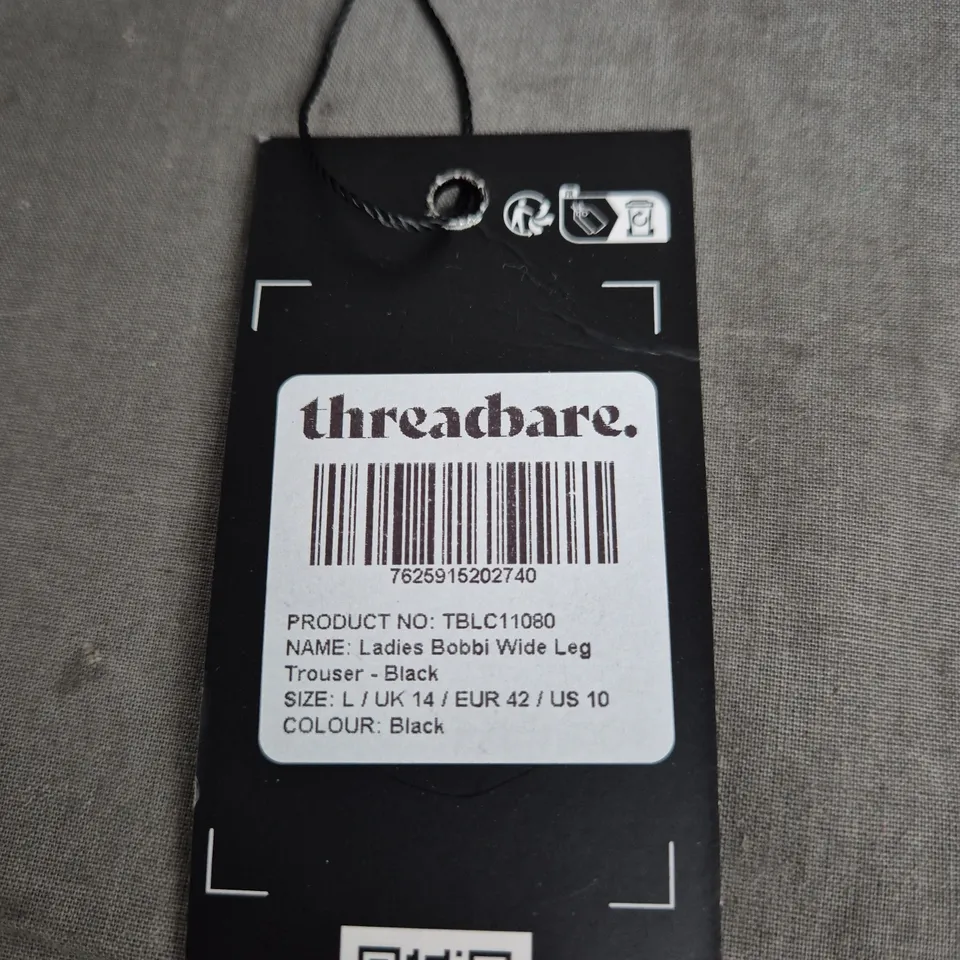 FR
threadbare.
7625915202740
PRODUCT NO: TBLC11080
NAME: Ladies Bobbi Wide Leg
Trouser - Black
SIZE: L / UK 14 / EUR 42 / US 10
COLOUR: Black